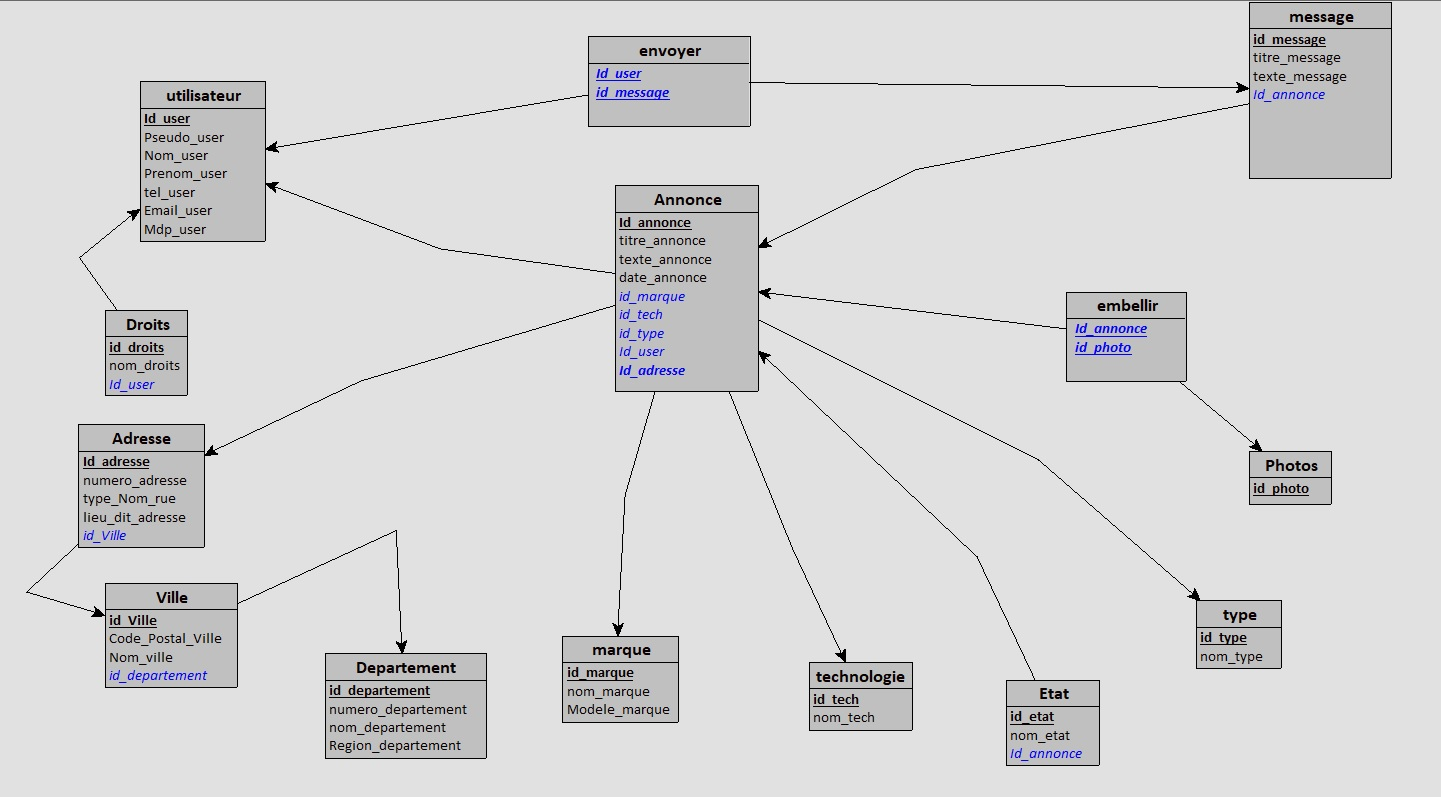 message
id_message
titre_message
texte_message
Id_annonce
envoyer
Id_user
id_message
utilisateur
Id_user
Pseudo_user
Nom_user
Prenom_user
tel_user
Email_user
Mdp_user
Annonce
Id_annonce
titre_annonce
texte_annonce
date_annonce
id_marque
id_tech
id_type
Id_user
Id_adresse
embellir
Id_annonce
id_photo
Droits
id_droits
nom_droits
Id_user
Adresse
Id_adresse
numero_adresse
type_Nom_rue
lieu_dit_adresse
id_Ville
Photos
id_photo
Ville
id_Ville
Code_Postal_Ville
Nom_ville
id_departement
Departement
id_departement
numero_departement
nom_departement
Region_departement
marque
id_marque
nom_marque
Modele_marque
technologie
id_tech
nom_tech
type
id_type
nom_type
Etat
id_etat
nom_etat
Id_annonce